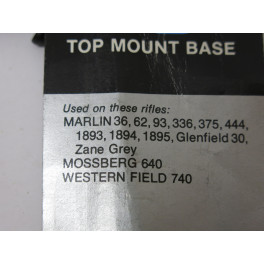 TOP MOUNT BASE
Used on these rifles:
MARLIN 36, 62, 93, 336, 375, 444,
1893, 1894, 1895, Glenfield 30,
Zane Grey
MOSSBERG 640
WESTERN FIELD 740